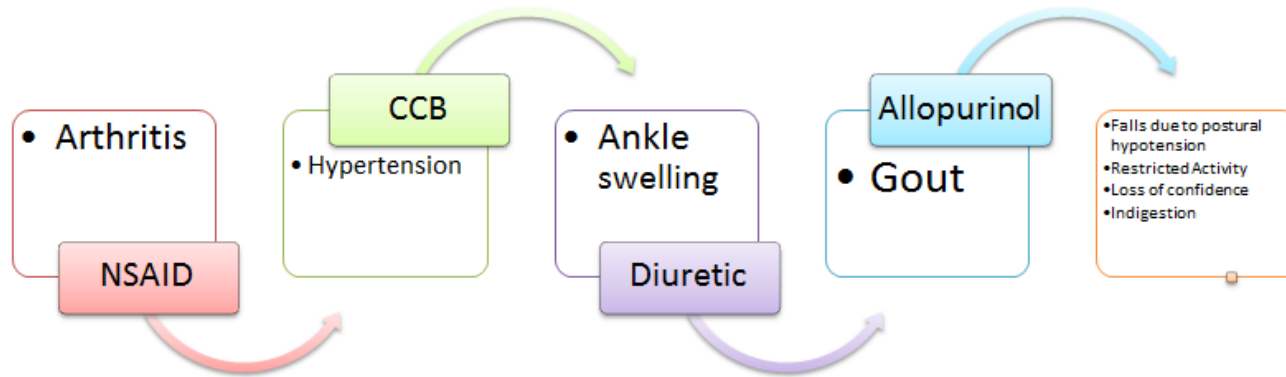 • Arthritis
NSAID
CCB
• Hypertension
• Ankle
swelling
Diuretic
Allopurinol
• Gout
•Falls due to postural
hypotension
•Restricted Activity
•Loss of confidence
•Indigestion